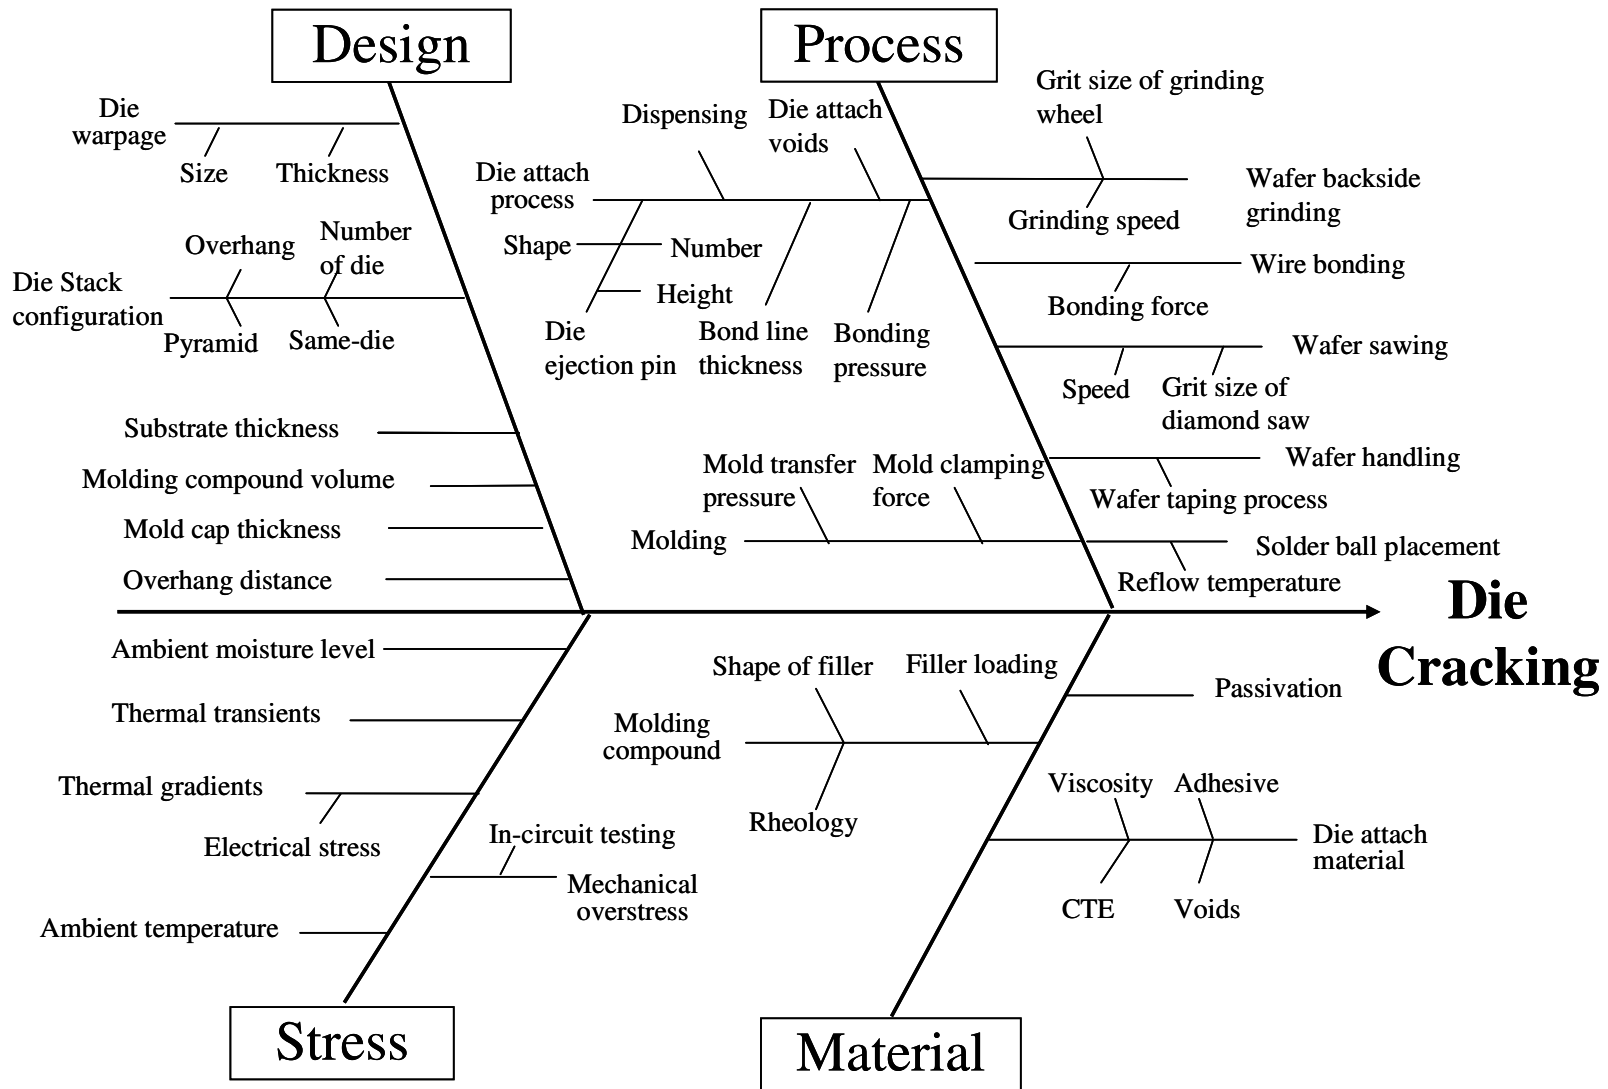 Design
Process
Die
warpage
Size
Thickness
Overhang
Number
of die
Die Stack
configuration
Pyramid
Same-die
Substrate thickness
Molding compound volume
Mold cap thickness
Overhang distance
Dispensing
Die attach
voids
Die attach
process
Shape
Number
Height
Die
ejection pin
Bond line
thickness
Bonding
pressure
Mold transfer
pressure
Mold clamping
force
Molding
Grit size of grinding
wheel
Wafer backside
grinding
Grinding speed
Wire bonding
Bonding force
Wafer sawing
Speed
Grit size of
diamond saw
Wafer handling
Wafer taping process
Solder ball placement
Reflow temperature
Die
Cracking
Ambient moisture level
Thermal transients
Thermal gradients
Electrical stress
In-circuit testing
Mechanical
overstress
Ambient temperature
Shape of filler
Filler loading
Molding
compound
Rheology
Passivation
Viscosity
Adhesive
Die attach
material
CTE
Voids
Stress
Material